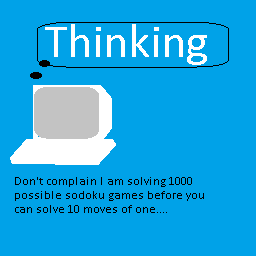 Thinking
Don't complain I am solving 1000
possible sodoku games before you
can solve 10 moves of one....